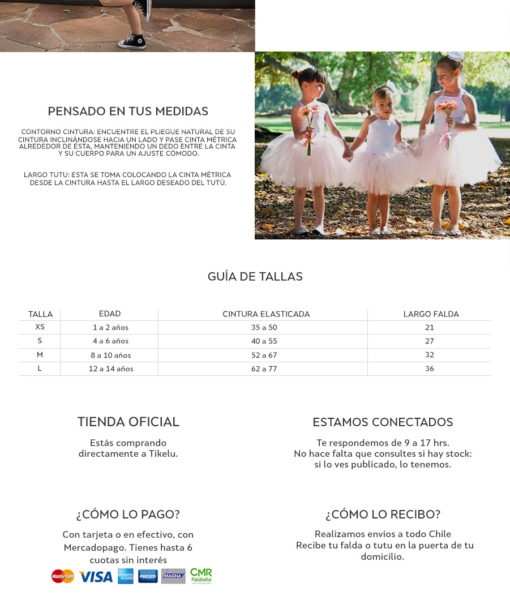 PENSADO EN TUS MEDIDAS
CONTORNO CINTURA: ENCUENTRE EL PLIEGUE NATURAL DE SU
CINTURA INCLINÁNDOSE HACIA UN LADO Y PASE CINTA MÉTRICA
ALREDEDOR DE ÉSTA, MANTENIENDO UN DEDO ENTRE LA CINTA
Y SU CUERPO PARA UN AJUSTE CÓMODO.
LARGO TUTU: ESTA SE TOMA COLOCANDO LA CINTA MÉTRICA
DESDE LA CINTURA HASTA EL LARGO DESEADO DEL TUTÚ.
GUÍA DE TALLAS
TALLA EDAD CINTURA ELASTICADA LARGO FALDA
XS 1 a 2 años 35 a 50 21
S 4 a 6 años 40 a 55 27
M 8 a 10 años 52 a 67 32
L 12 a 14 años 62 a 77 36
TIENDA OFICIAL
Estás comprando
directamente a Tikelu.
ESTAMOS CONECTADOS
Te respondemos de 9 a 17 hrs.
No hace falta que consultes si hay stock:
si lo ves publicado, lo tenemos.
¿CÓMO LO PAGO?
Con tarjeta o en efectivo, con
Mercadopago. Tienes hasta 6
cuotas sin interés
MasterCard VISA PRESTO MAGNA CMR Falabella
¿CÓMO LO RECIBO?
Realizamos envíos a todo Chile
Recibe tu falda o tutu en la puerta de tu
domicilio.